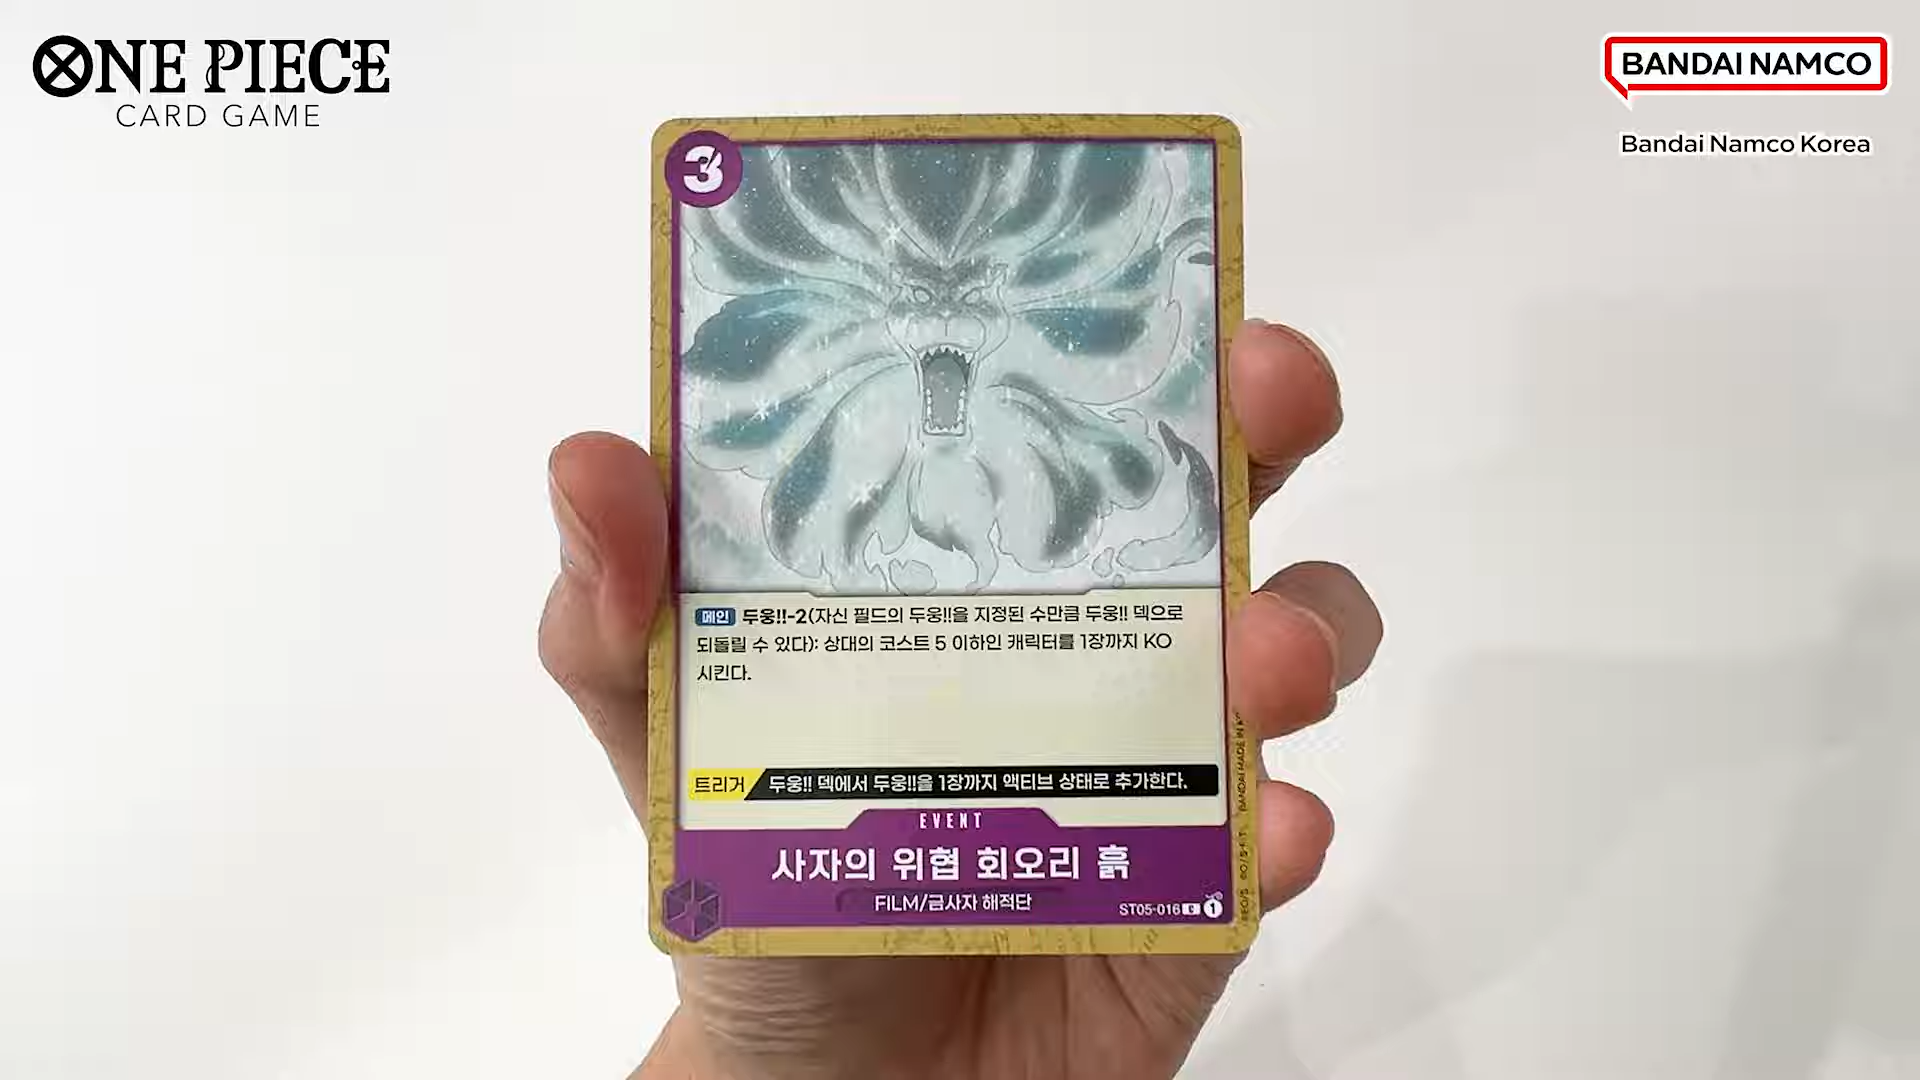 ONE PIECE
CARD GAME
BANDAI NAMCO
Bandai Namco Korea
3
메인 두웅!!-2(자신 필드의 두웅!!을 지정된 수만큼 두웅!! 덱으로
되돌릴 수 있다): 상대의 코스트 5 이하인 캐릭터를 1장까지 KO
시킨다.
트리거 두웅!! 덱에서 두웅!!을 1장까지 액티브 상태로 추가한다.
EVENT
사자의 위협 회오리 흙
FILM/금사자 해적단
ST05-016 C 1
BANDAI MADE IN